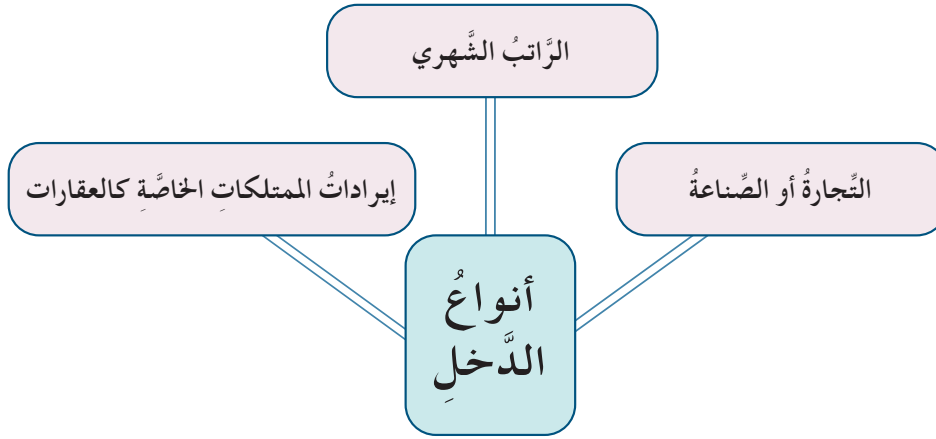 الرَّاتبُ الشَّهري
التِّجارةُ أو الصِّناعةُ
إيراداتُ الممتلكاتِ الخاصَّةِ كالعقارات
أنواعُ
الدَّخلِ